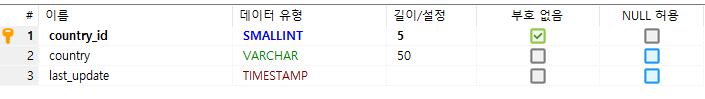 # 이름 데이터 유형 길이/설정 부호 없음 NULL 허용
1 country_id SMALLINT 5
2 country VARCHAR 50
3 last_update TIMESTAMP